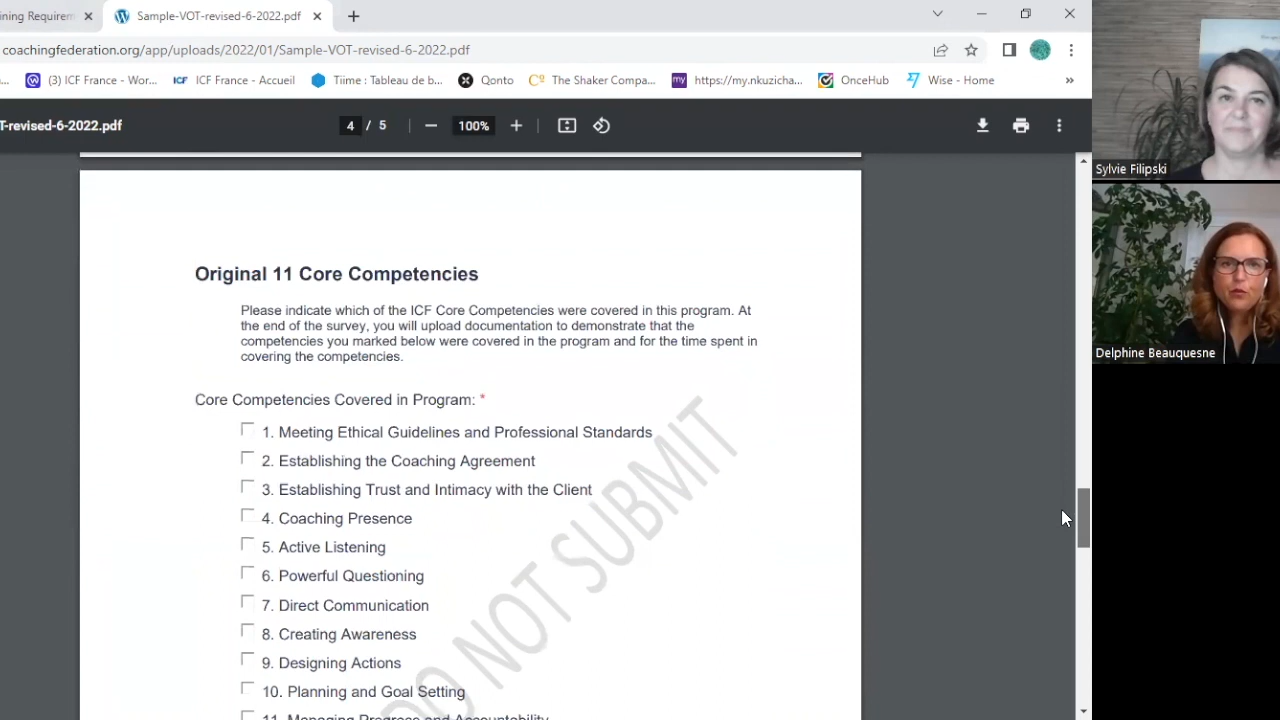 ining Requirem
Sample-VOT-revised-6-2022.pdf
coachingfederation.org/app/uploads/2022/01/Sample-VOT-revised-6-2022.pdf
(3) ICF France - Wor...
ICF France - Accueil
Tiime : Tableau de b...
Qonto
The Shaker Compa...
https://my.nkuzicha...
OnceHub
Wise - Home
T-revised-6-2022.pdf
4 / 5
100%
Sylvie Filipski
Delphine Beauquesne
Original 11 Core Competencies
Please indicate which of the ICF Core Competencies were covered in this program. At
the end of the survey, you will upload documentation to demonstrate that the
competencies you marked below were covered in the program and for the time spent in
covering the competencies.
Core Competencies Covered in Program: *
1. Meeting Ethical Guidelines and Professional Standards
2. Establishing the Coaching Agreement
3. Establishing Trust and Intimacy with the Client
4. Coaching Presence
5. Active Listening
6. Powerful Questioning
7. Direct Communication
8. Creating Awareness
9. Designing Actions
10. Planning and Goal Setting
11. Managing Progress and Accountability
DO NOT SUBMIT